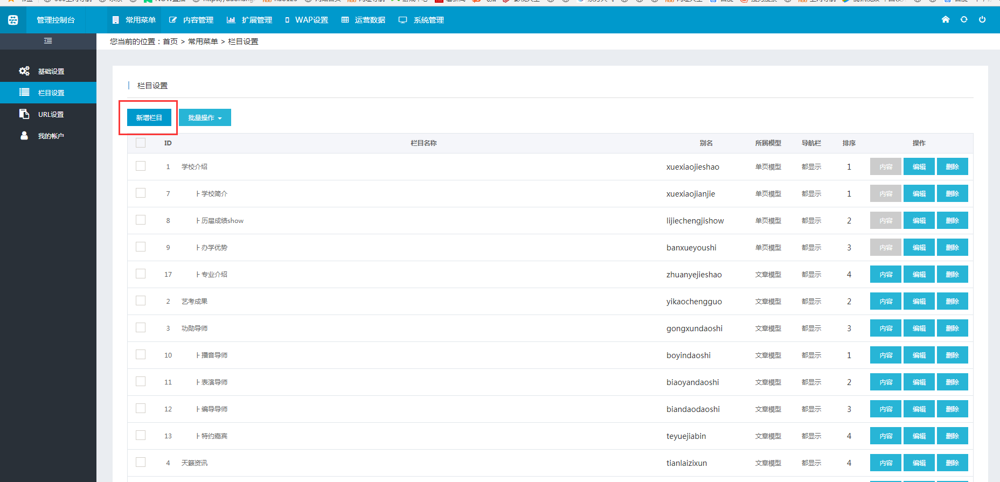 管理控制台 常用菜单 内容管理 扩展管理 WAP设置 运营数据 系统管理
您当前的位置：首页 > 常用菜单 > 栏目设置
基础设置
栏目设置
URL设置
我的帐户
栏目设置
新增栏目 批量操作
ID 栏目名称 别名 所属模型 导航栏 排序 操作
1 学校介绍 xuexiaojieshao 单页模型 都显示 1 内容 编辑 删除
7 ├学校简介 xuexiaojianjie 单页模型 都显示 1 内容 编辑 删除
8 ├历届成绩show lijiechengjishow 单页模型 都显示 2 内容 编辑 删除
9 ├办学优势 banxueyoushi 单页模型 都显示 3 内容 编辑 删除
17 ├专业介绍 zhuanyejieshao 文章模型 都显示 4 内容 编辑 删除
2 艺考成果 yikaochengguo 文章模型 都显示 2 内容 编辑 删除
3 功勋导师 gongxundaoshi 文章模型 都显示 3 内容 编辑 删除
10 ├播音导师 boyindaoshi 文章模型 都显示 1 内容 编辑 删除
11 ├表演导师 biaoyandaoshi 文章模型 都显示 2 内容 编辑 删除
12 ├编导导师 biandaodaoshi 文章模型 都显示 3 内容 编辑 删除
13 ├特约嘉宾 teyuejiabin 文章模型 都显示 4 内容 编辑 删除
4 天籁资讯 tianlaizixun 文章模型 都显示 4 内容 编辑 删除